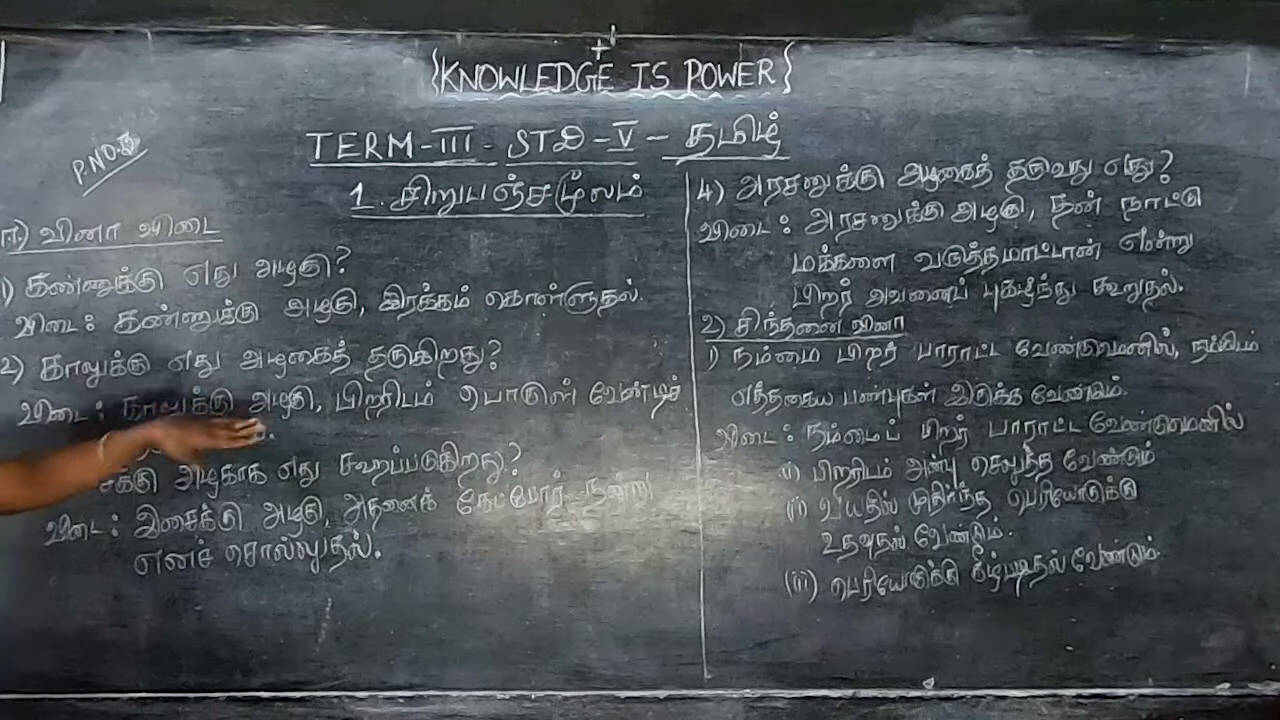 {KNOWLEDGE IS POWER}
TERM-III - STD-V - தமிழ்
P.NO.
1. சிறுபஞ்சமூலம்
வினா விடை
1) கண்ணுக்கு எது அழகு?
விடை: கண்ணுக்கு அழகு, இரக்கம் கொள்ளுதல்.
2) காலுக்கு எது அழகைத் தருகிறது?
விடை: காலுக்கு அழகு, பிறரிடம் பொருள் வேண்டிச்
அழகாக எது கூறப்படுகிறது?
விடை: இசைக்கு அழகு, அதனைக் கேட்போர் நன்று
எனச் சொல்லுதல்.
4) அரசனுக்கு அழகைத் தருவது எது?
விடை: அரசனுக்கு அழகு, தன் நாட்டு
மக்களை வருத்தமாட்டான் என்று
பிறர் அவனைப் புகழ்ந்து கூறுதல்.
2) சிந்தனை வினா
1) நம்மை பிறர் பாராட்ட வேண்டுமெனில், நம்மிடம்
எத்தகைய பண்புகள் இருக்க வேண்டும்.
விடை: நம்மைப் பிறர் பாராட்ட வேண்டுமெனில்
(i) பிறரிடம் அன்பு செலுத்த வேண்டும்
(ii) வயதில் முதிர்ந்த பெரியோருக்கு
உதவுதல் வேண்டும்.
(iii) பெரியோருக்கு கீழ்படிதல் வேண்டும்.